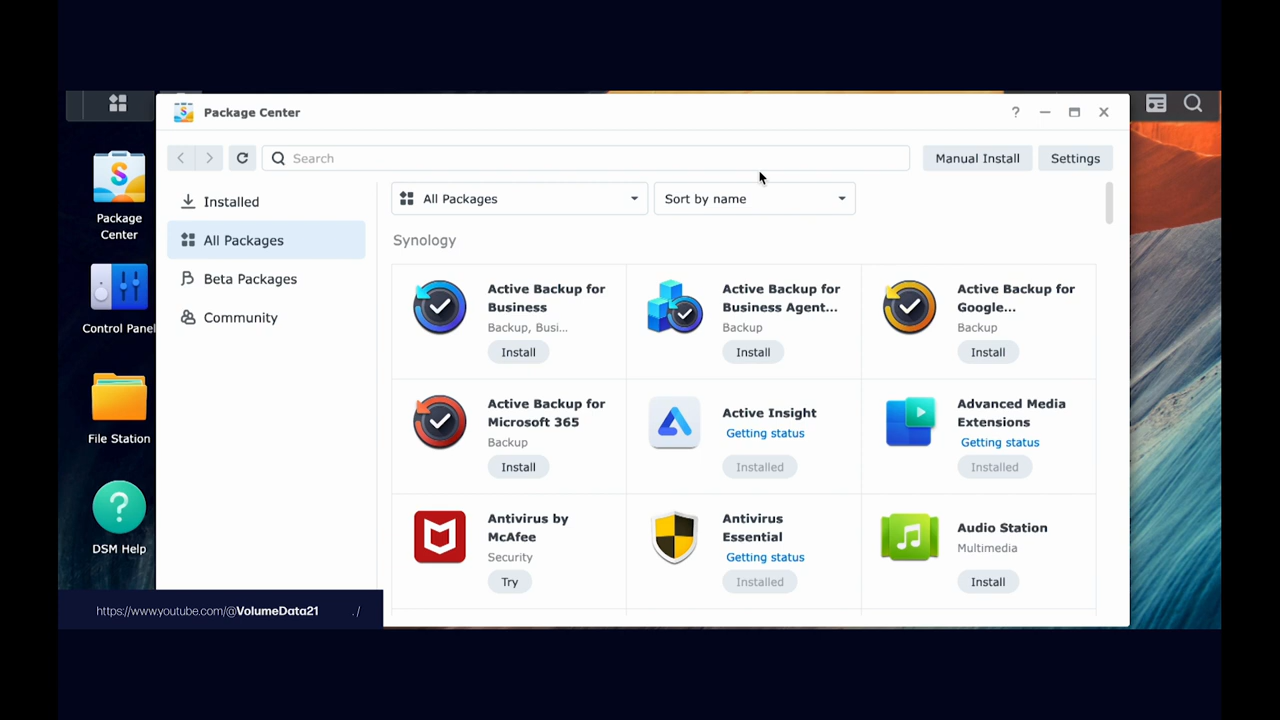 Package Center
Search
Manual Install
Settings
Installed
All Packages
Beta Packages
Community
All Packages
Sort by name
Synology
Active Backup for
Business
Backup, Busi...
Install
Active Backup for
Business Agent...
Backup
Install
Active Backup for
Google...
Backup
Install
Active Backup for
Microsoft 365
Backup
Install
Active Insight
Getting status
Installed
Advanced Media
Extensions
Getting status
Installed
Antivirus by
McAfee
Security
Try
Antivirus
Essential
Getting status
Installed
Audio Station
Multimedia
Install
Package
Center
Control Panel
File Station
DSM Help
https://www.youtube.com/@VolumeData21 . /